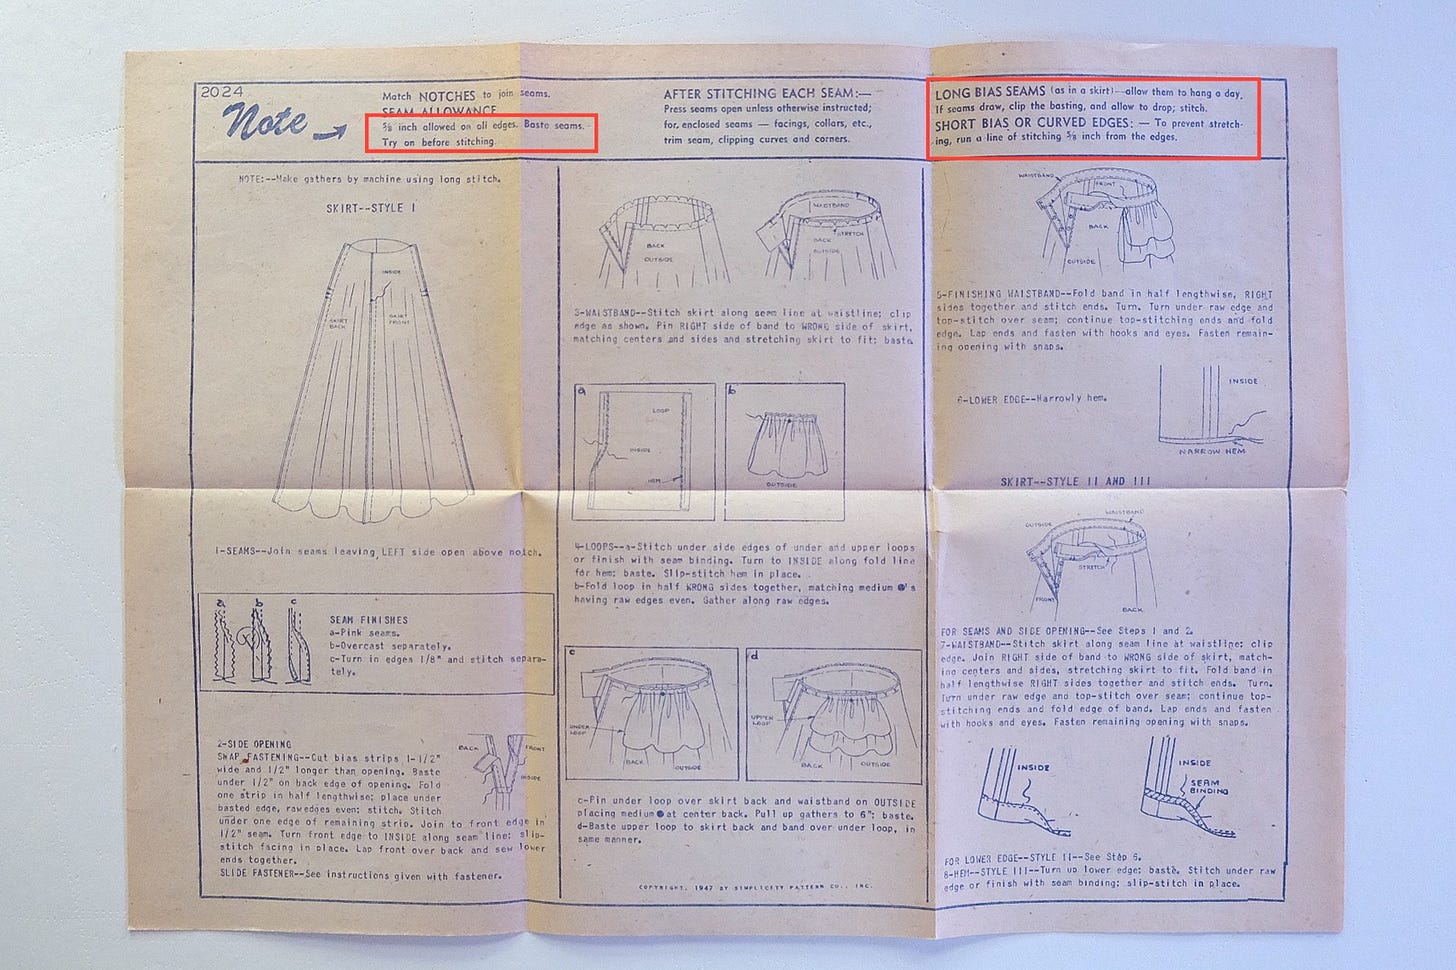 2024
Note
Match NOTCHES to join seams.
SEAM ALLOWANCE
5/8 inch allowed on all edges. Baste seams.
Try on before stitching.
AFTER STITCHING EACH SEAM:—
Press seams open unless otherwise instructed;
for enclosed seams — facings, collars, etc.,
trim seam, clipping curves and corners.
LONG BIAS SEAMS (as in a skirt)—allow them to hang a day.
If seams draw, clip the basting, and allow to drop; stitch.
SHORT BIAS OR CURVED EDGES: — To prevent stretch-
ing, run a line of stitching 5/8 inch from the edges.
NOTE:--Make gathers by machine using long stitch.
SKIRT--STYLE I
INSIDE
SKIRT BACK
SKIRT FRONT
1-SEAMS--Join seams leaving LEFT side open above notch.
a b c
SEAM FINISHES
a-Pink seams.
b-Overcast separately.
c-Turn in edges 1/8" and stitch separa-
tely.
2-SIDE OPENING
SNAP FASTENING--Cut bias strips 1-1/2"
wide and 1/2" longer than opening. Baste
under 1/2" on back edge of opening. Fold
one strip in half lengthwise; place under
basted edge, raw edges even; stitch. Stitch
under one edge of remaining strip. Join to front edge in
1/2" seam. Turn front edge to INSIDE along seam line; slip-
stitch facing in place. Lap front over back and sew lower
ends together.
SLIDE FASTENER--See instructions given with fastener.
BACK
FRONT
INSIDE
BACK
OUTSIDE
WAISTBAND
STRETCH
BACK
OUTSIDE
3-WAISTBAND--Stitch skirt along seam line at waistline; clip
edge as shown. Pin RIGHT side of band to WRONG side of skirt,
matching centers and sides and stretching skirt to fit; baste.
a
LOOP
INSIDE
HEM
b
OUTSIDE
4-LOOPS--a-Stitch under side edges of under and upper loops
or finish with seam binding. Turn to INSIDE along fold line
for hem; baste. Slip-stitch hem in place.
b-Fold loop in half WRONG sides together, matching medium ●'s
having raw edges even. Gather along raw edges.
c
UNDER LOOP
BACK
OUTSIDE
d
UPPER LOOP
BACK
OUTSIDE
c-Pin under loop over skirt back and waistband on OUTSIDE
placing medium ● at center back. Pull up gathers to 6"; baste.
d-Baste upper loop to skirt back and band over under loop, in
same manner.
COPYRIGHT, 1947 BY SIMPLICITY PATTERN CO., INC.
WAISTBAND
FRONT
BACK
OUTSIDE
5-FINISHING WAISTBAND--Fold band in half lengthwise, RIGHT
sides together and stitch ends. Turn. Turn under raw edge and
top-stitch over seam; continue top-stitching ends and fold
edge. Lap ends and fasten with hooks and eyes. Fasten remain-
ing opening with snaps.
6-LOWER EDGE--Narrowly hem.
INSIDE
NARROW HEM
SKIRT--STYLE II AND III
OUTSIDE
WAISTBAND
STRETCH
FRONT
BACK
FOR SEAMS AND SIDE OPENING--See Steps 1 and 2.
7-WAISTBAND--Stitch skirt along seam line at waistline; clip
edge. Join RIGHT side of band to WRONG side of skirt, match-
ing centers and sides, stretching skirt to fit. Fold band in
half lengthwise RIGHT sides together and stitch ends. Turn.
Turn under raw edge and top-stitch over seam; continue top-
stitching ends and fold edge of band. Lap ends and fasten
with hooks and eyes. Fasten remaining opening with snaps.
INSIDE
INSIDE
SEAM BINDING
FOR LOWER EDGE--STYLE II--See Step 6.
8-HEM--STYLE III--Turn up lower edge; baste. Stitch under raw
edge or finish with seam binding; slip-stitch in place.